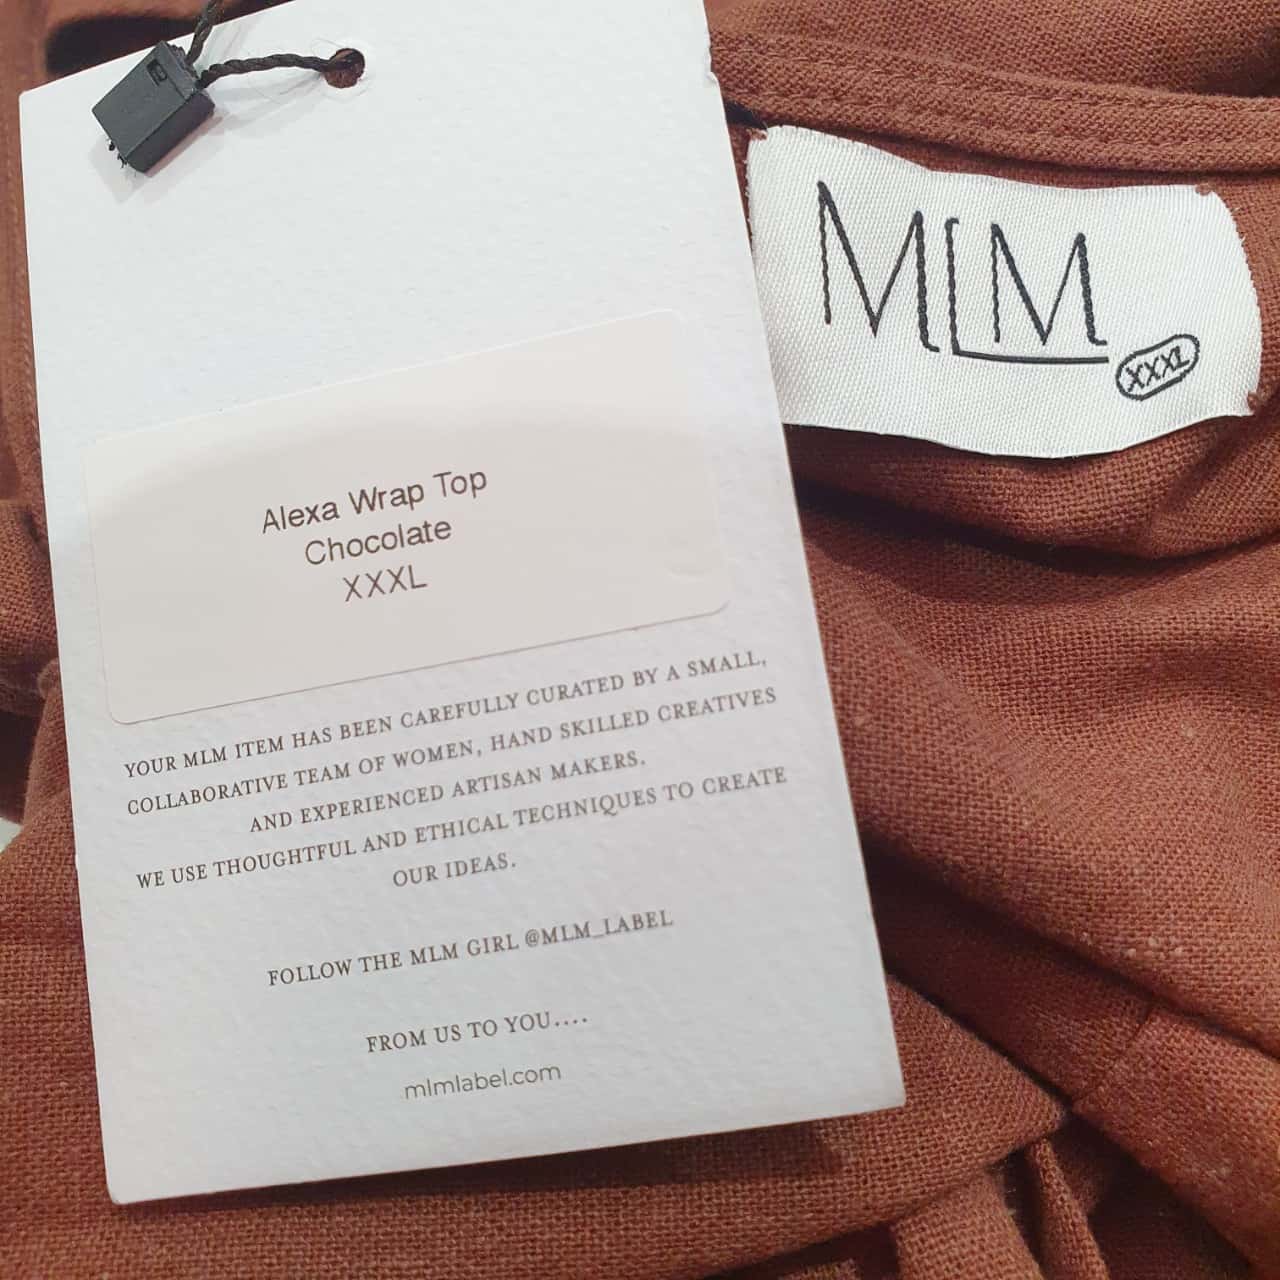 MLM
XXXL
Alexa Wrap Top
Chocolate
XXXL
YOUR MLM ITEM HAS BEEN CAREFULLY CURATED BY A SMALL,
COLLABORATIVE TEAM OF WOMEN, HAND SKILLED CREATIVES
AND EXPERIENCED ARTISAN MAKERS.
WE USE THOUGHTFUL AND ETHICAL TECHNIQUES TO CREATE
OUR IDEAS.
FOLLOW THE MLM GIRL @MLM_LABEL
FROM US TO YOU....
mlmlabel.com